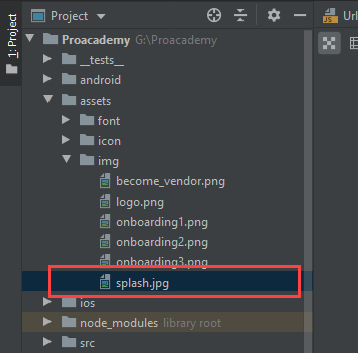 1: Project
Project
Url
Proacademy G:\Proacademy
__tests__
android
assets
font
icon
img
become_vendor.png
logo.png
onboarding1.png
onboarding2.png
onboarding3.png
splash.jpg
ios
node_modules library root
src